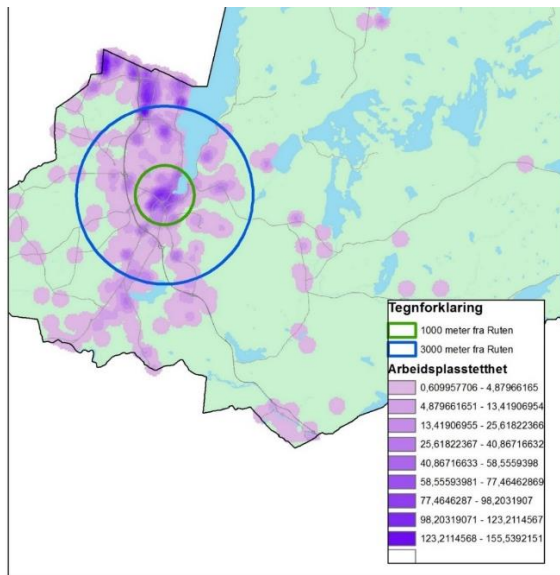 Tegnforklaring
1000 meter fra Ruten
3000 meter fra Ruten
Arbeidsplasstetthet
0,609957706 - 4,87966165
4,879661651 - 13,41906954
13,41906955 - 25,61822366
25,61822367 - 40,86716632
40,86716633 - 58,5559398
58,55593981 - 77,46462869
77,4646287 - 98,2031907
98,20319071 - 123,2114567
123,2114568 - 155,5392151